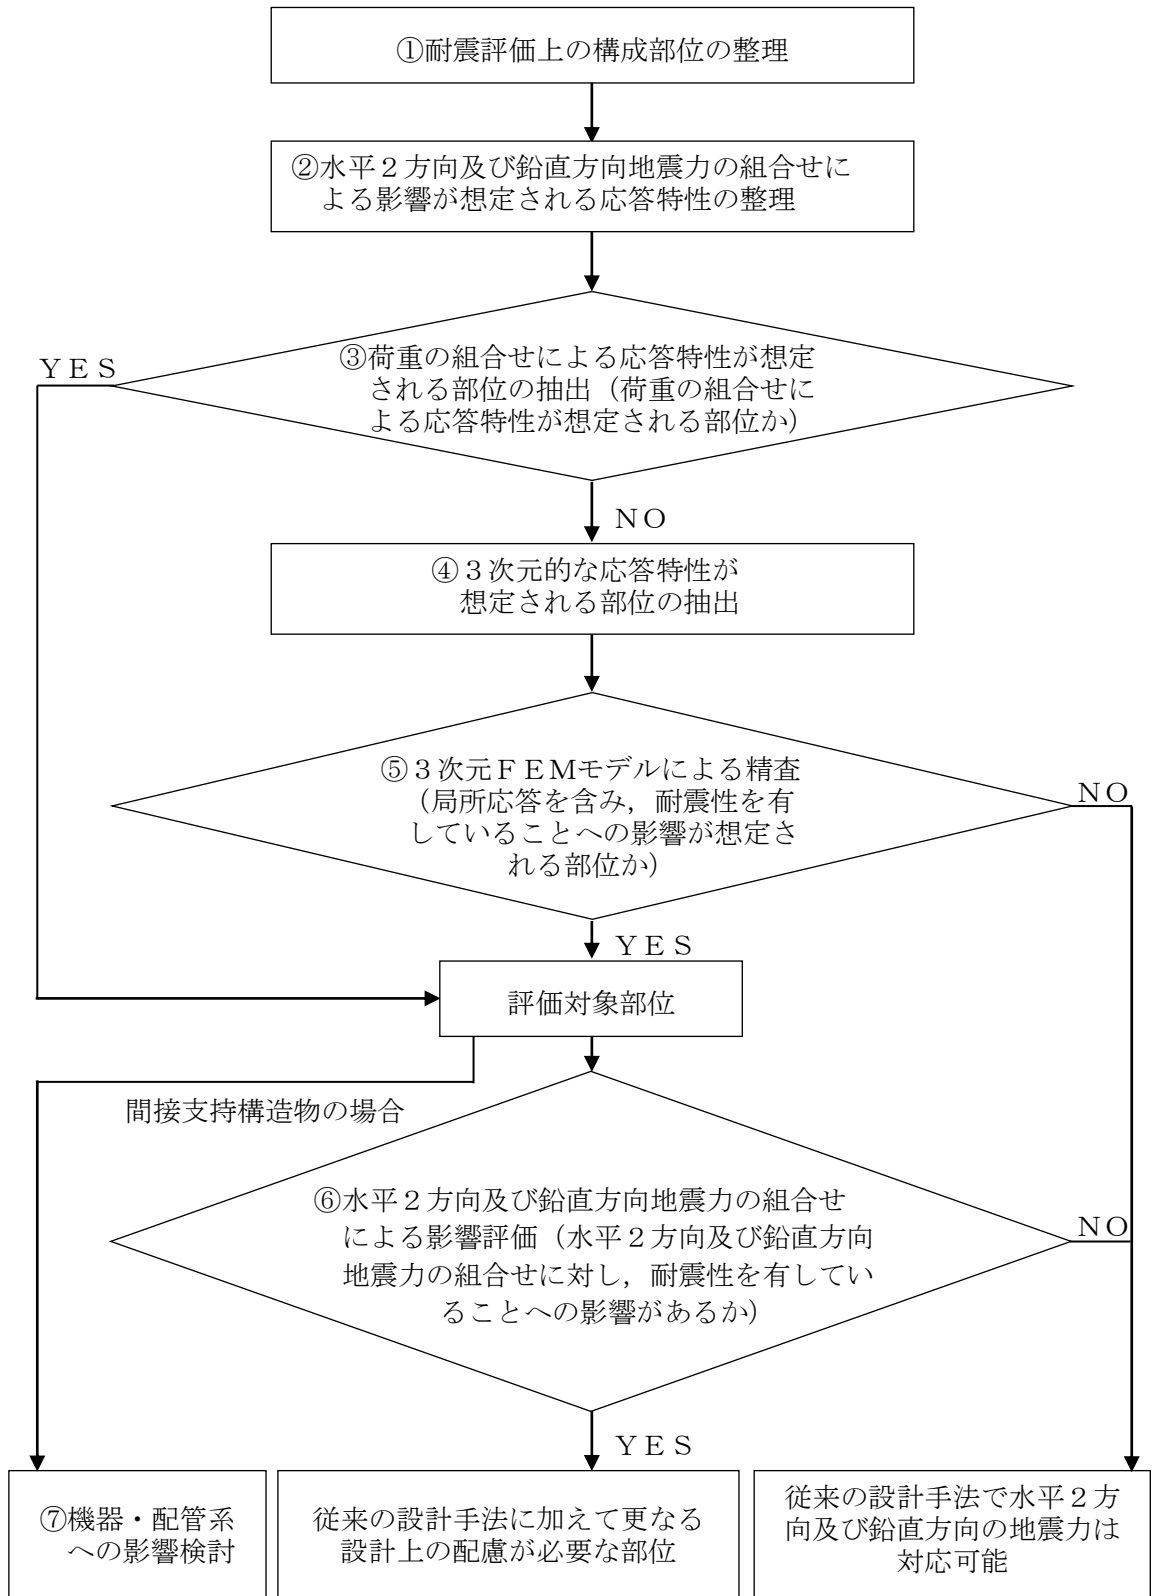 ①耐震評価上の構成部位の整理
②水平２方向及び鉛直方向地震力の組合せに
よる影響が想定される応答特性の整理
ＹＥＳ
③荷重の組合せによる応答特性が想定
される部位の抽出（荷重の組合せに
よる応答特性が想定される部位か）
ＮＯ
④３次元的な応答特性が
想定される部位の抽出
⑤３次元ＦＥＭモデルによる精査
（局所応答を含み，耐震性を有
していることへの影響が想定さ
れる部位か）
ＮＯ
ＹＥＳ
評価対象部位
間接支持構造物の場合
⑥水平２方向及び鉛直方向地震力の組合せ
による影響評価（水平２方向及び鉛直方向
地震力の組合せに対し，耐震性を有してい
ることへの影響があるか）
ＮＯ
ＹＥＳ
⑦機器・配管系
への影響検討
従来の設計手法に加えて更なる
設計上の配慮が必要な部位
従来の設計手法で水平２方
向及び鉛直方向の地震力は
対応可能